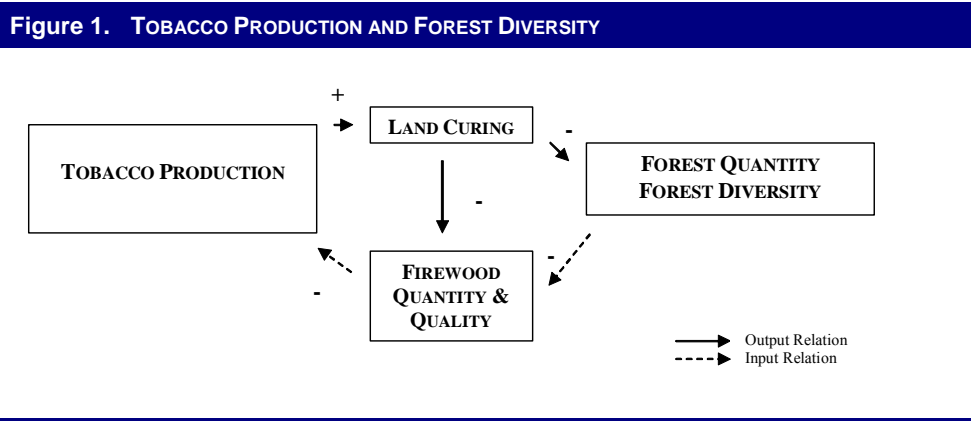 Figure 1. TOBACCO PRODUCTION AND FOREST DIVERSITY
+
LAND CURING
-
TOBACCO PRODUCTION
FOREST QUANTITY
FOREST DIVERSITY
-
-
FIREWOOD
QUANTITY &
QUALITY
-
Output Relation
Input Relation